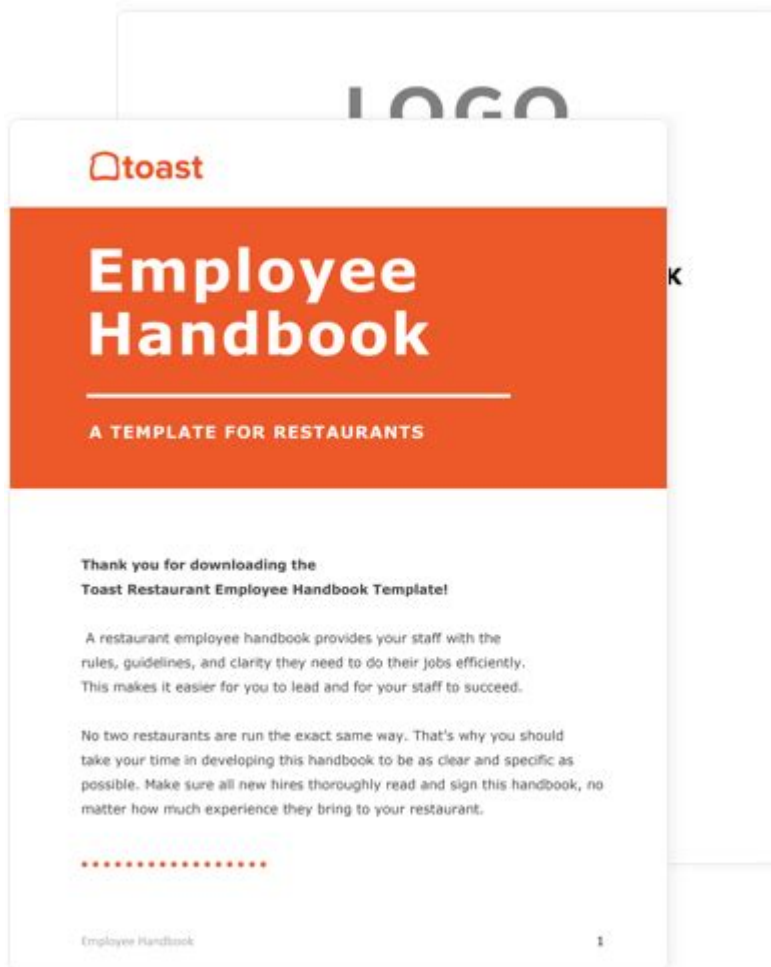 LOGO
K
toast
Employee
Handbook
A TEMPLATE FOR RESTAURANTS
Thank you for downloading the
Toast Restaurant Employee Handbook Template!
A restaurant employee handbook provides your staff with the
rules, guidelines, and clarity they need to do their jobs efficiently.
This makes it easier for you to lead and for your staff to succeed.
No two restaurants are run the exact same way. That's why you should
take your time in developing this handbook to be as clear and specific as
possible. Make sure all new hires thoroughly read and sign this handbook, no
matter how much experience they bring to your restaurant.
Employee Handbook 1